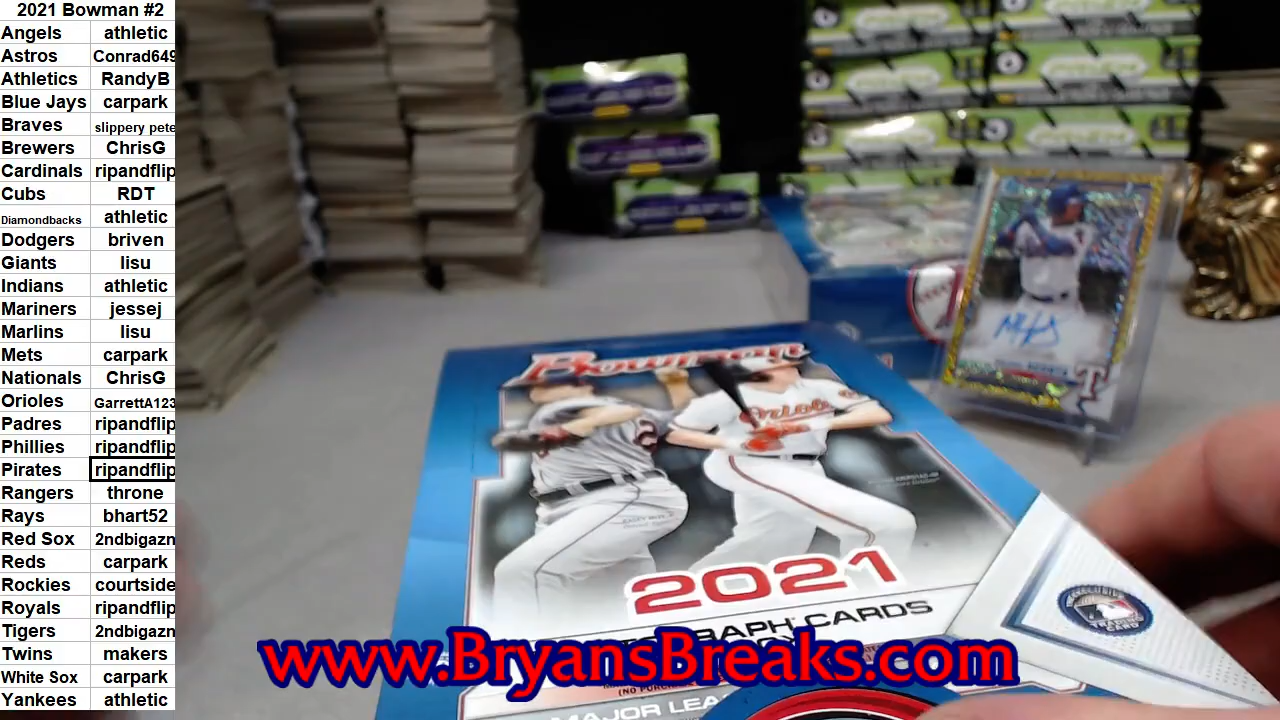 2021 Bowman #2
Angels athletic
Astros Conrad649
Athletics RandyB
Blue Jays carpark
Braves slippery pete
Brewers ChrisG
Cardinals ripandflip
Cubs RDT
Diamondbacks athletic
Dodgers briven
Giants lisu
Indians athletic
Mariners jessej
Marlins lisu
Mets carpark
Nationals ChrisG
Orioles GarrettA123
Padres ripandflip
Phillies ripandflip
Pirates ripandflip
Rangers throne
Rays bhart52
Red Sox 2ndbigazn
Reds carpark
Rockies courtside
Royals ripandflip
Tigers 2ndbigazn
Twins makers
White Sox carpark
Yankees athletic
Bowman
Orioles
2021
CARDS
MAJOR LEA
www.BryansBreaks.com